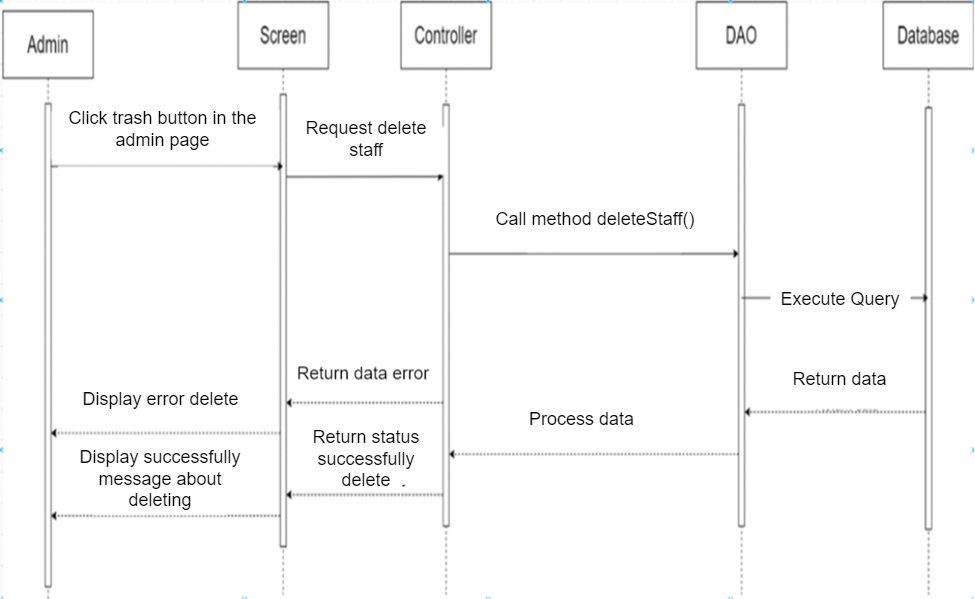 Admin
Screen
Controller
DAO
Database
Click trash button in the
admin page
Request delete
staff
Call method deleteStaff()
Execute Query
Return data error
Return data
Display error delete
Process data
Return status
successfully
delete
Display successfully
message about
deleting